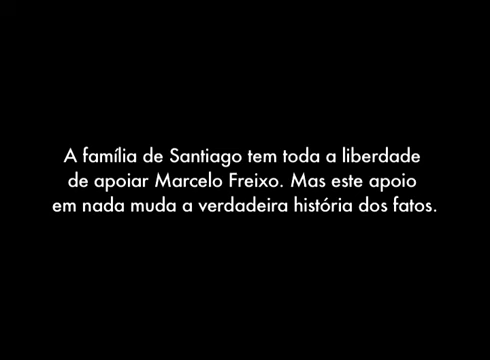 A família de Santiago tem toda a liberdade
de apoiar Marcelo Freixo. Mas este apoio
em nada muda a verdadeira história dos fatos.